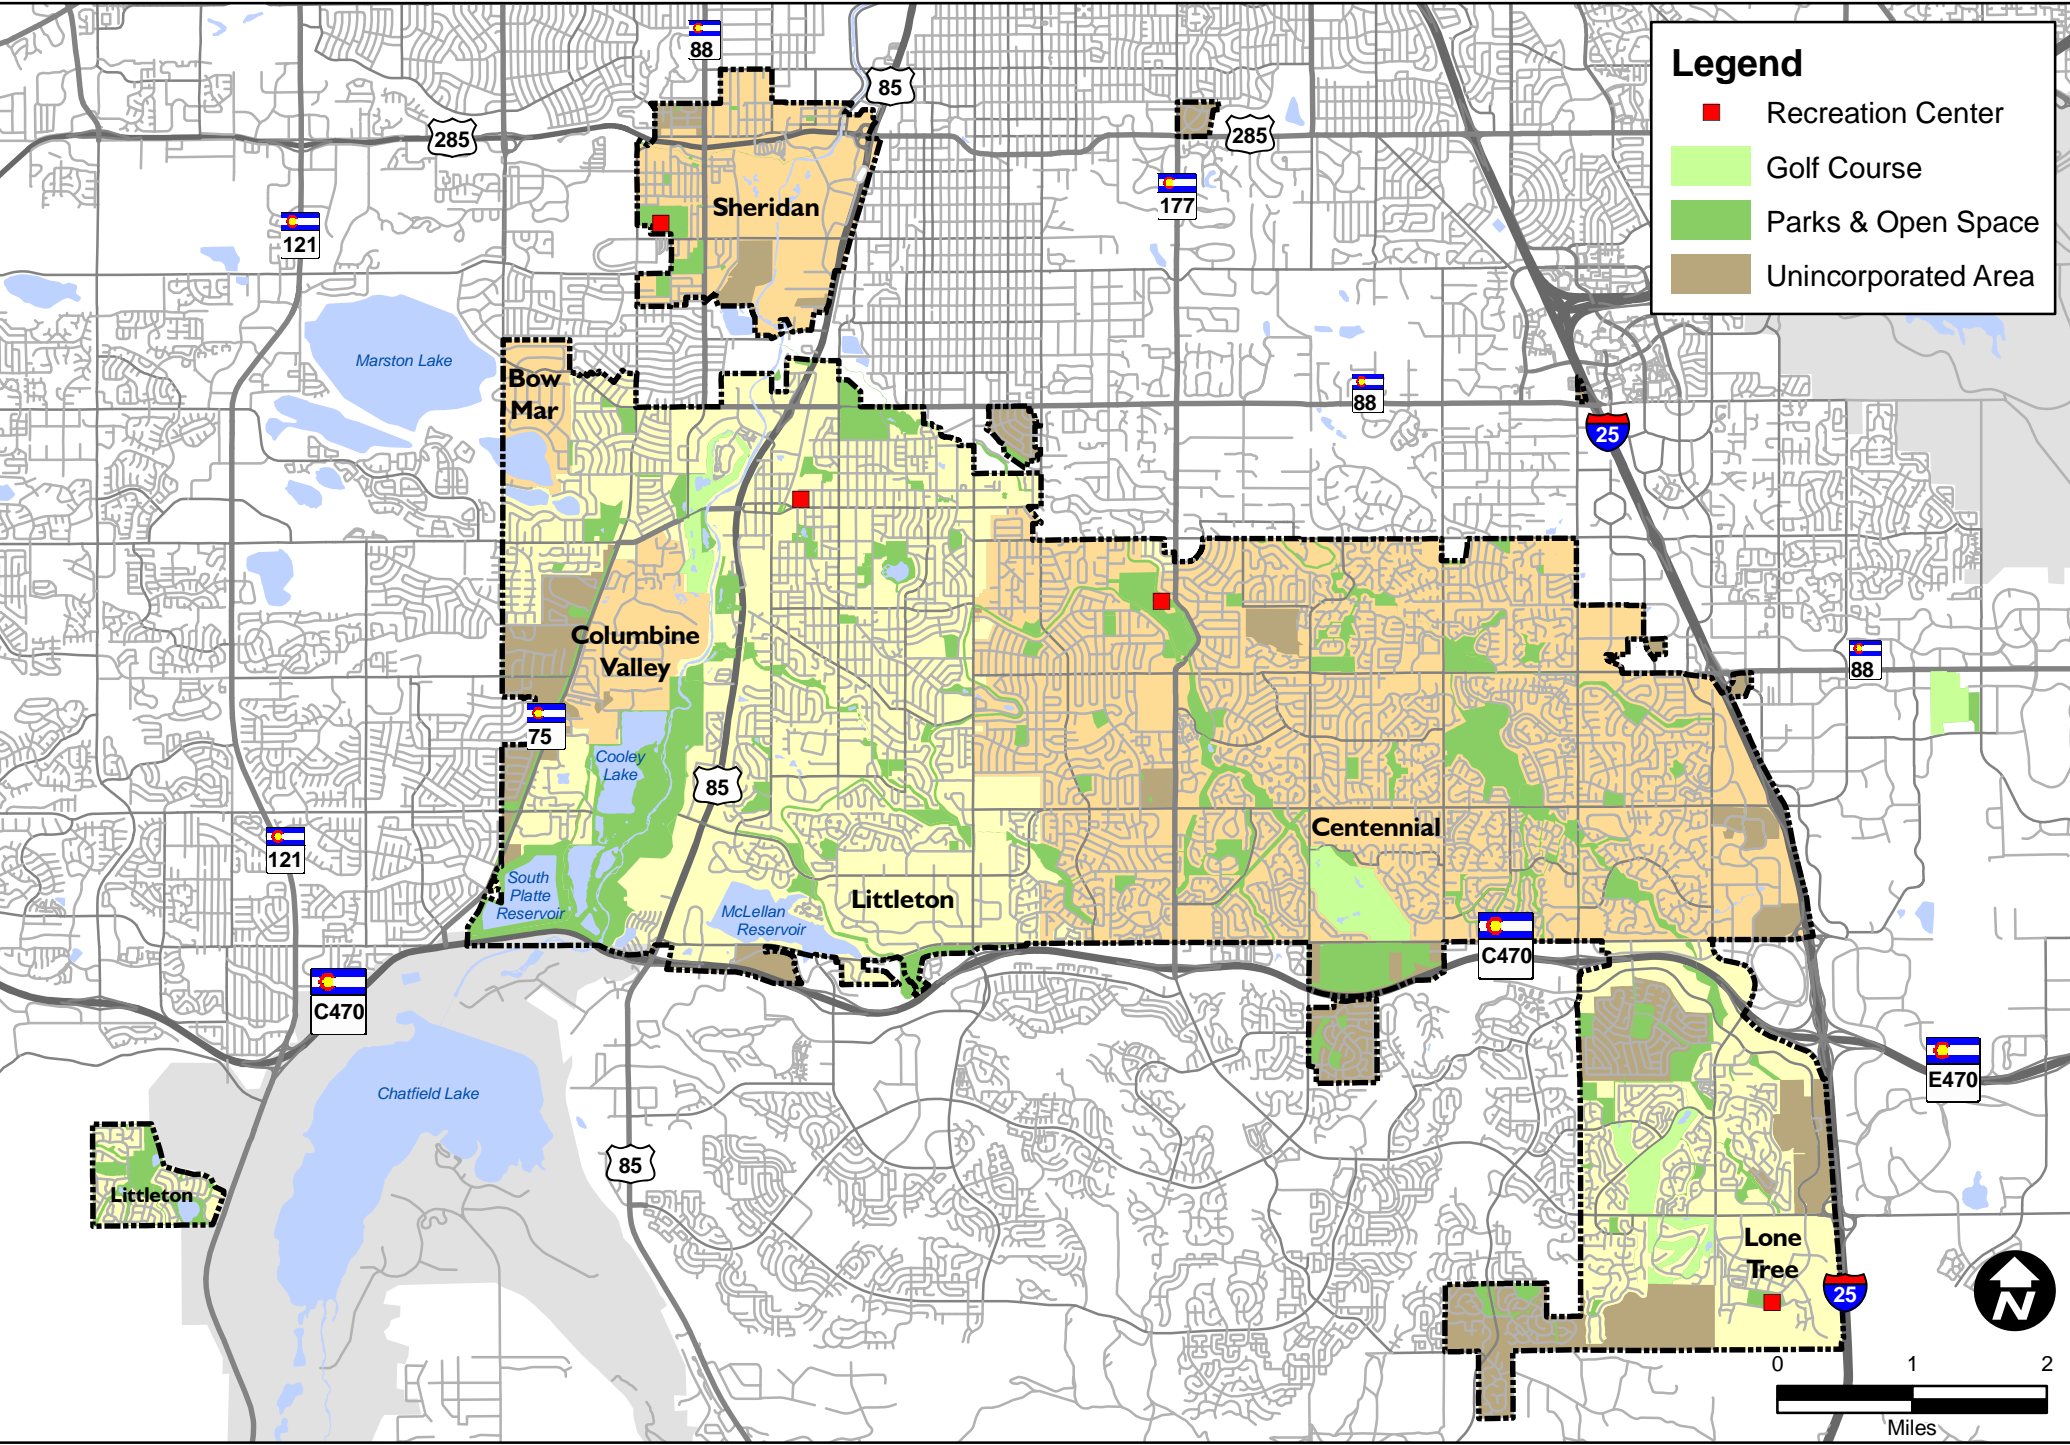 Legend
Recreation Center
Golf Course
Parks & Open Space
Unincorporated Area
88
85
285
285
177
121
Sheridan
Marston Lake
Bow
Mar
88
25
Columbine
Valley
88
75
Cooley
Lake
85
121
Centennial
South
Platte
Reservoir
McLellan
Reservoir
Littleton
C470
C470
E470
Chatfield Lake
85
Littleton
Lone
Tree
25
N
0 1 2
Miles